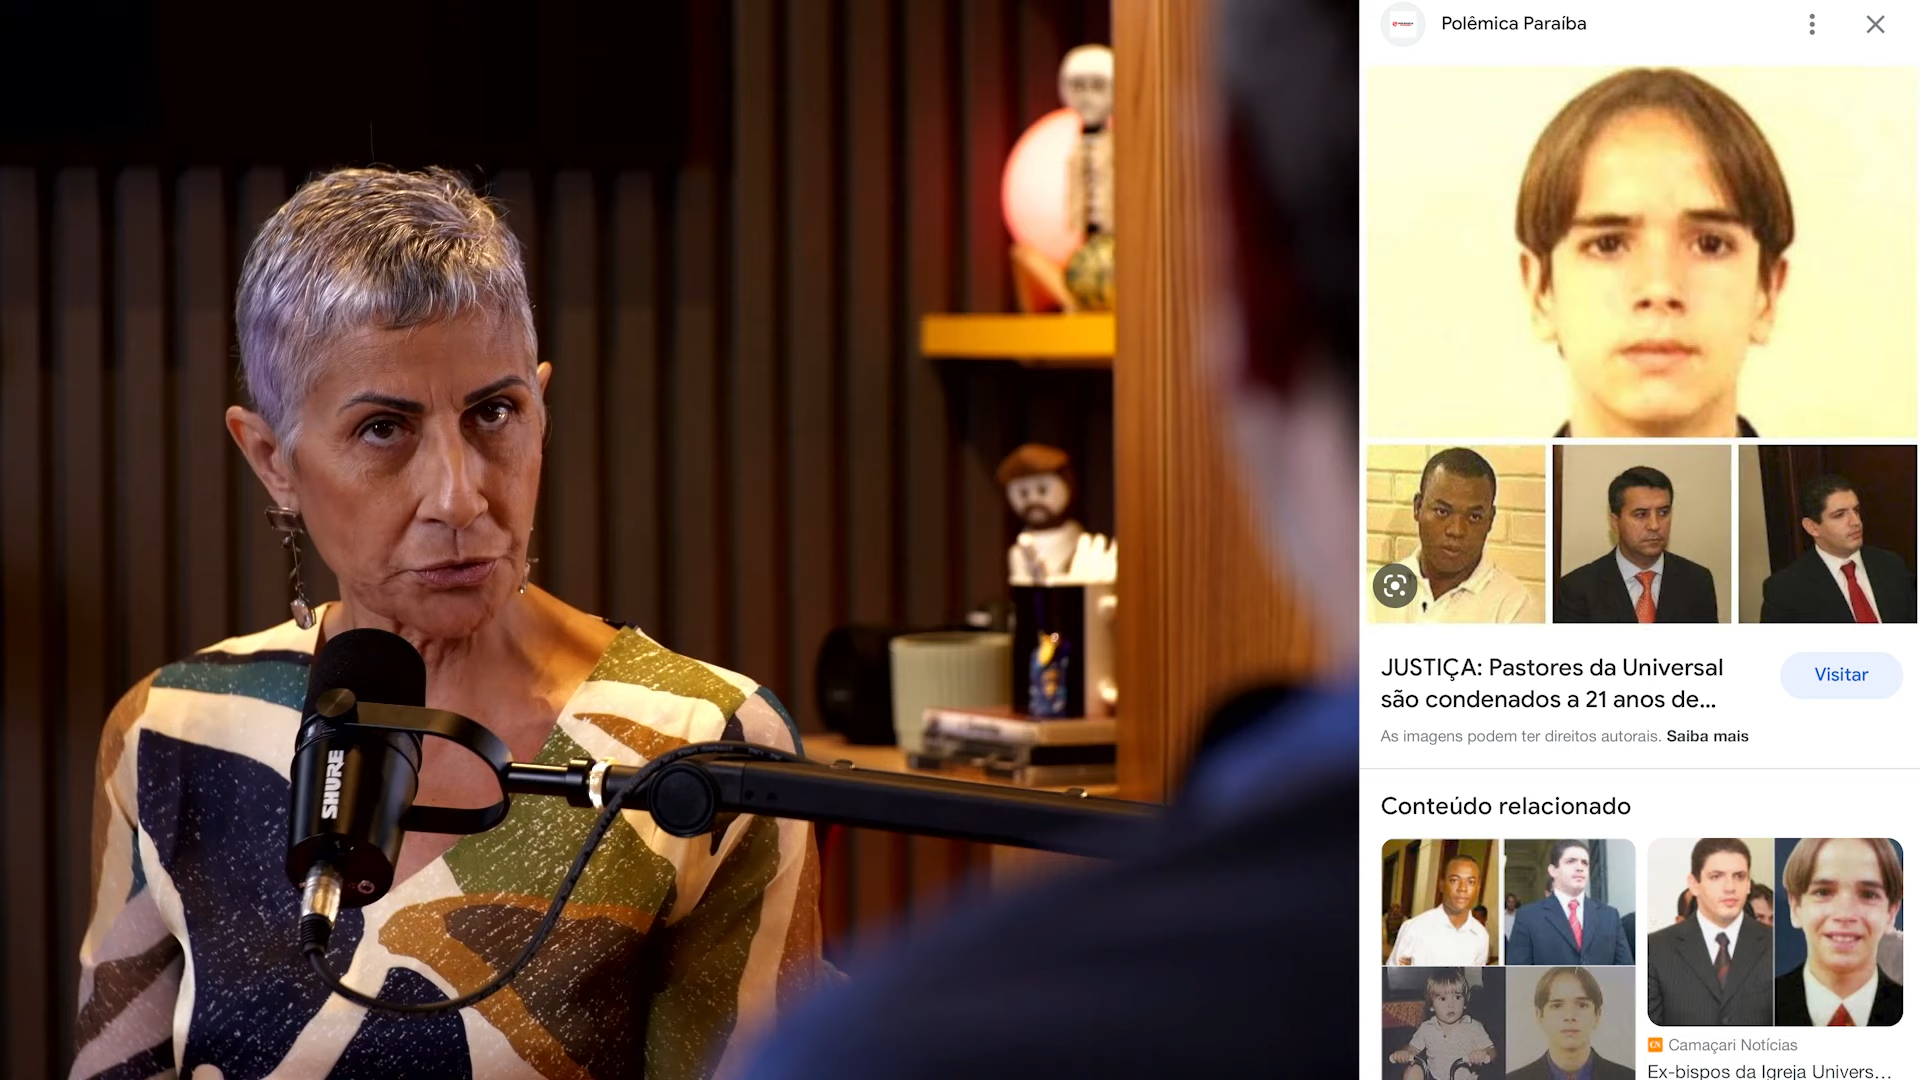 SHURE
Polêmica Paraíba
JUSTIÇA: Pastores da Universal
são condenados a 21 anos de...
Visitar
As imagens podem ter direitos autorais. Saiba mais
Conteúdo relacionado
CN Camaçari Notícias
Ex-bispos da Igreja Univers...